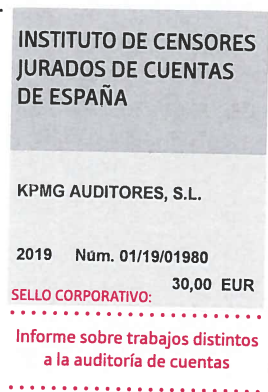 INSTITUTO DE CENSORES
JURADOS DE CUENTAS
DE ESPAÑA
KPMG AUDITORES, S.L.
2019 Núm. 01/19/01980
30,00 EUR
SELLO CORPORATIVO:
Informe sobre trabajos distintos
a la auditoría de cuentas